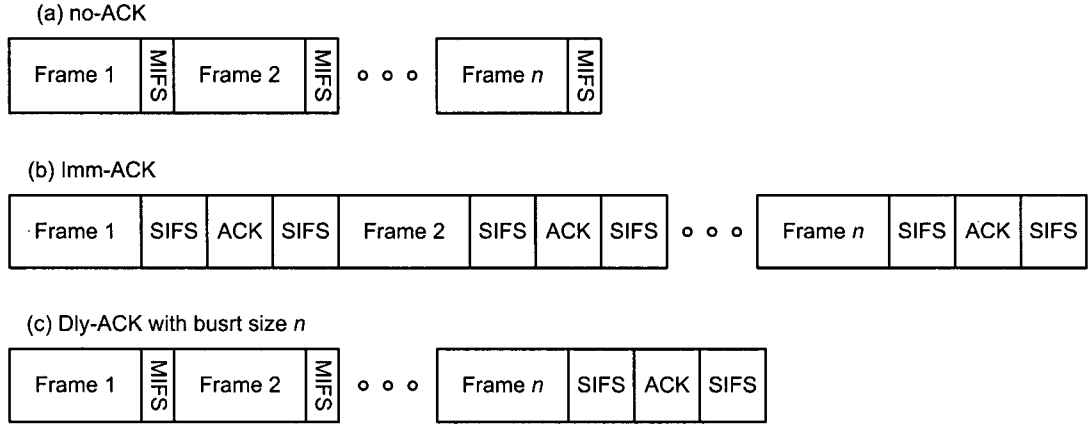 (a) no-ACK
Frame 1 MIFS Frame 2 MIFS Frame n MIFS
(b) Imm-ACK
Frame 1 SIFS ACK SIFS Frame 2 SIFS ACK SIFS Frame n SIFS ACK SIFS
(c) Dly-ACK with busrt size n
Frame 1 MIFS Frame 2 MIFS Frame n SIFS ACK SIFS